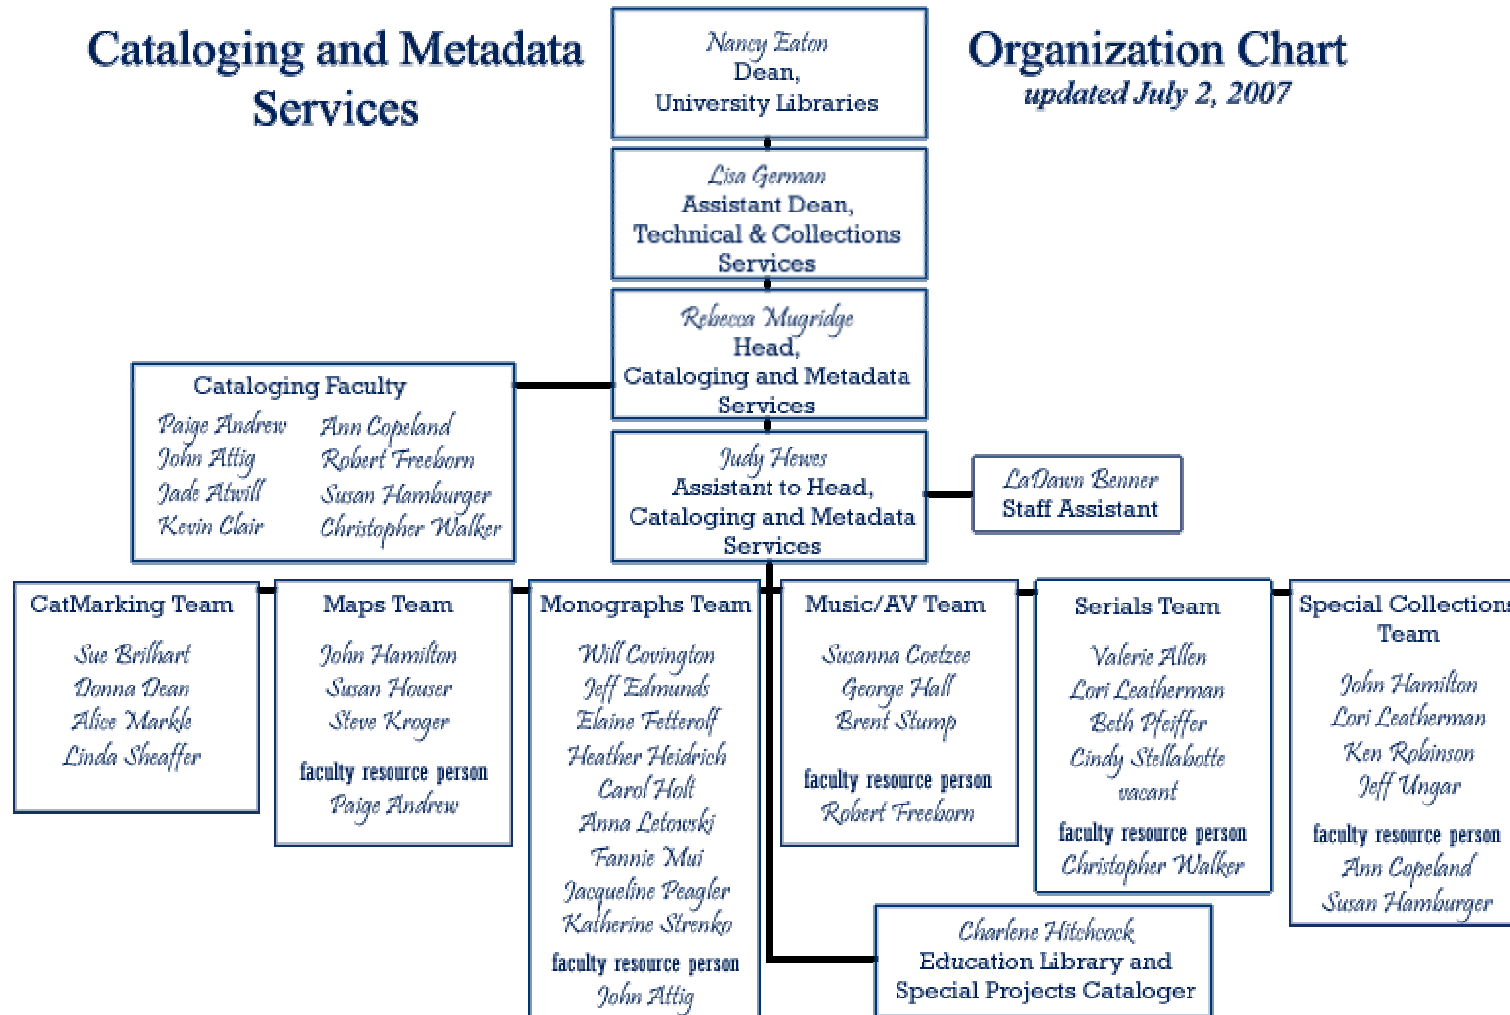 Cataloging and Metadata
Services
Organization Chart
updated July 2, 2007
Nancy Eaton
Dean,
University Libraries
Lisa German
Assistant Dean,
Technical & Collections
Services
Rebecca Mugridge
Head,
Cataloging and Metadata
Services
Cataloging Faculty
Paige Andrew
John Attig
Jade Atwill
Kevin Clair
Ann Copeland
Robert Freeborn
Susan Hamburger
Christopher Walker
Judy Hewes
Assistant to Head,
Cataloging and Metadata
Services
LaDawn Benner
Staff Assistant
CatMarking Team
Sue Brilhart
Donna Dean
Alice Markle
Linda Sheaffer
Maps Team
John Hamilton
Susan Houser
Steve Kroger
faculty resource person
Paige Andrew
Monographs Team
Will Covington
Jeff Edmunds
Elaine Fetterolf
Heather Heidrich
Carol Holt
Anna Letowski
Fannie Mui
Jacqueline Peagler
Katherine Strenko
faculty resource person
John Attig
Music/AV Team
Susanna Coetzee
George Hall
Brent Stump
faculty resource person
Robert Freeborn
Serials Team
Valerie Allen
Lori Leatherman
Beth Pfeiffer
Cindy Stellabotte
vacant
faculty resource person
Christopher Walker
Special Collections
Team
John Hamilton
Lori Leatherman
Ken Robinson
Jeff Ungar
faculty resource person
Ann Copeland
Susan Hamburger
Charlene Hitchcock
Education Library and
Special Projects Cataloger